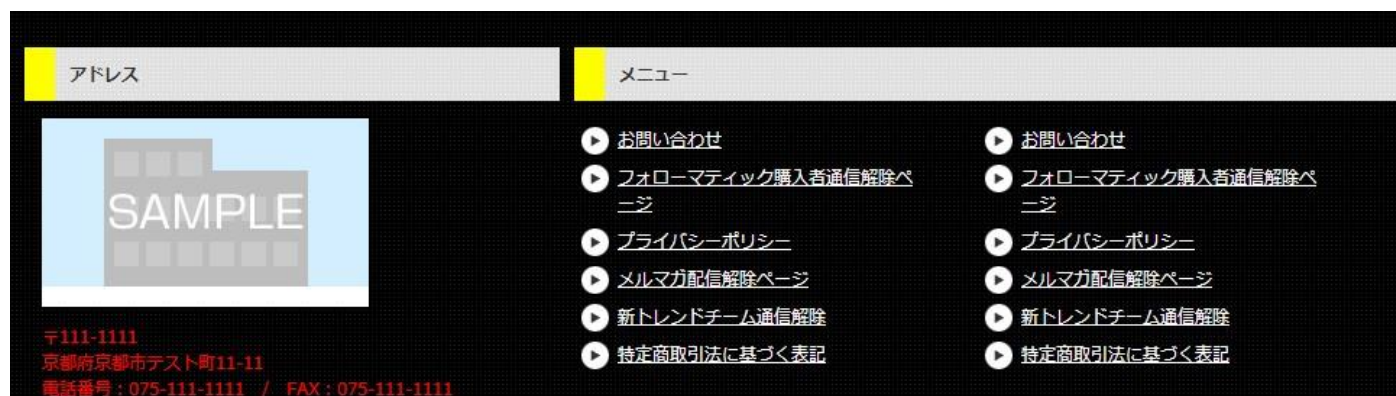 アドレス
SAMPLE
〒111-1111
京都府京都市テスト町11-11
電話番号：075-111-1111 / FAX：075-111-1111
メニュー
お問い合わせ
フォローマティック購入者通信解除ペ
ージ
プライバシーポリシー
メルマガ配信解除ページ
新トレンドチーム通信解除
特定商取引法に基づく表記
お問い合わせ
フォローマティック購入者通信解除ペ
ージ
プライバシーポリシー
メルマガ配信解除ページ
新トレンドチーム通信解除
特定商取引法に基づく表記